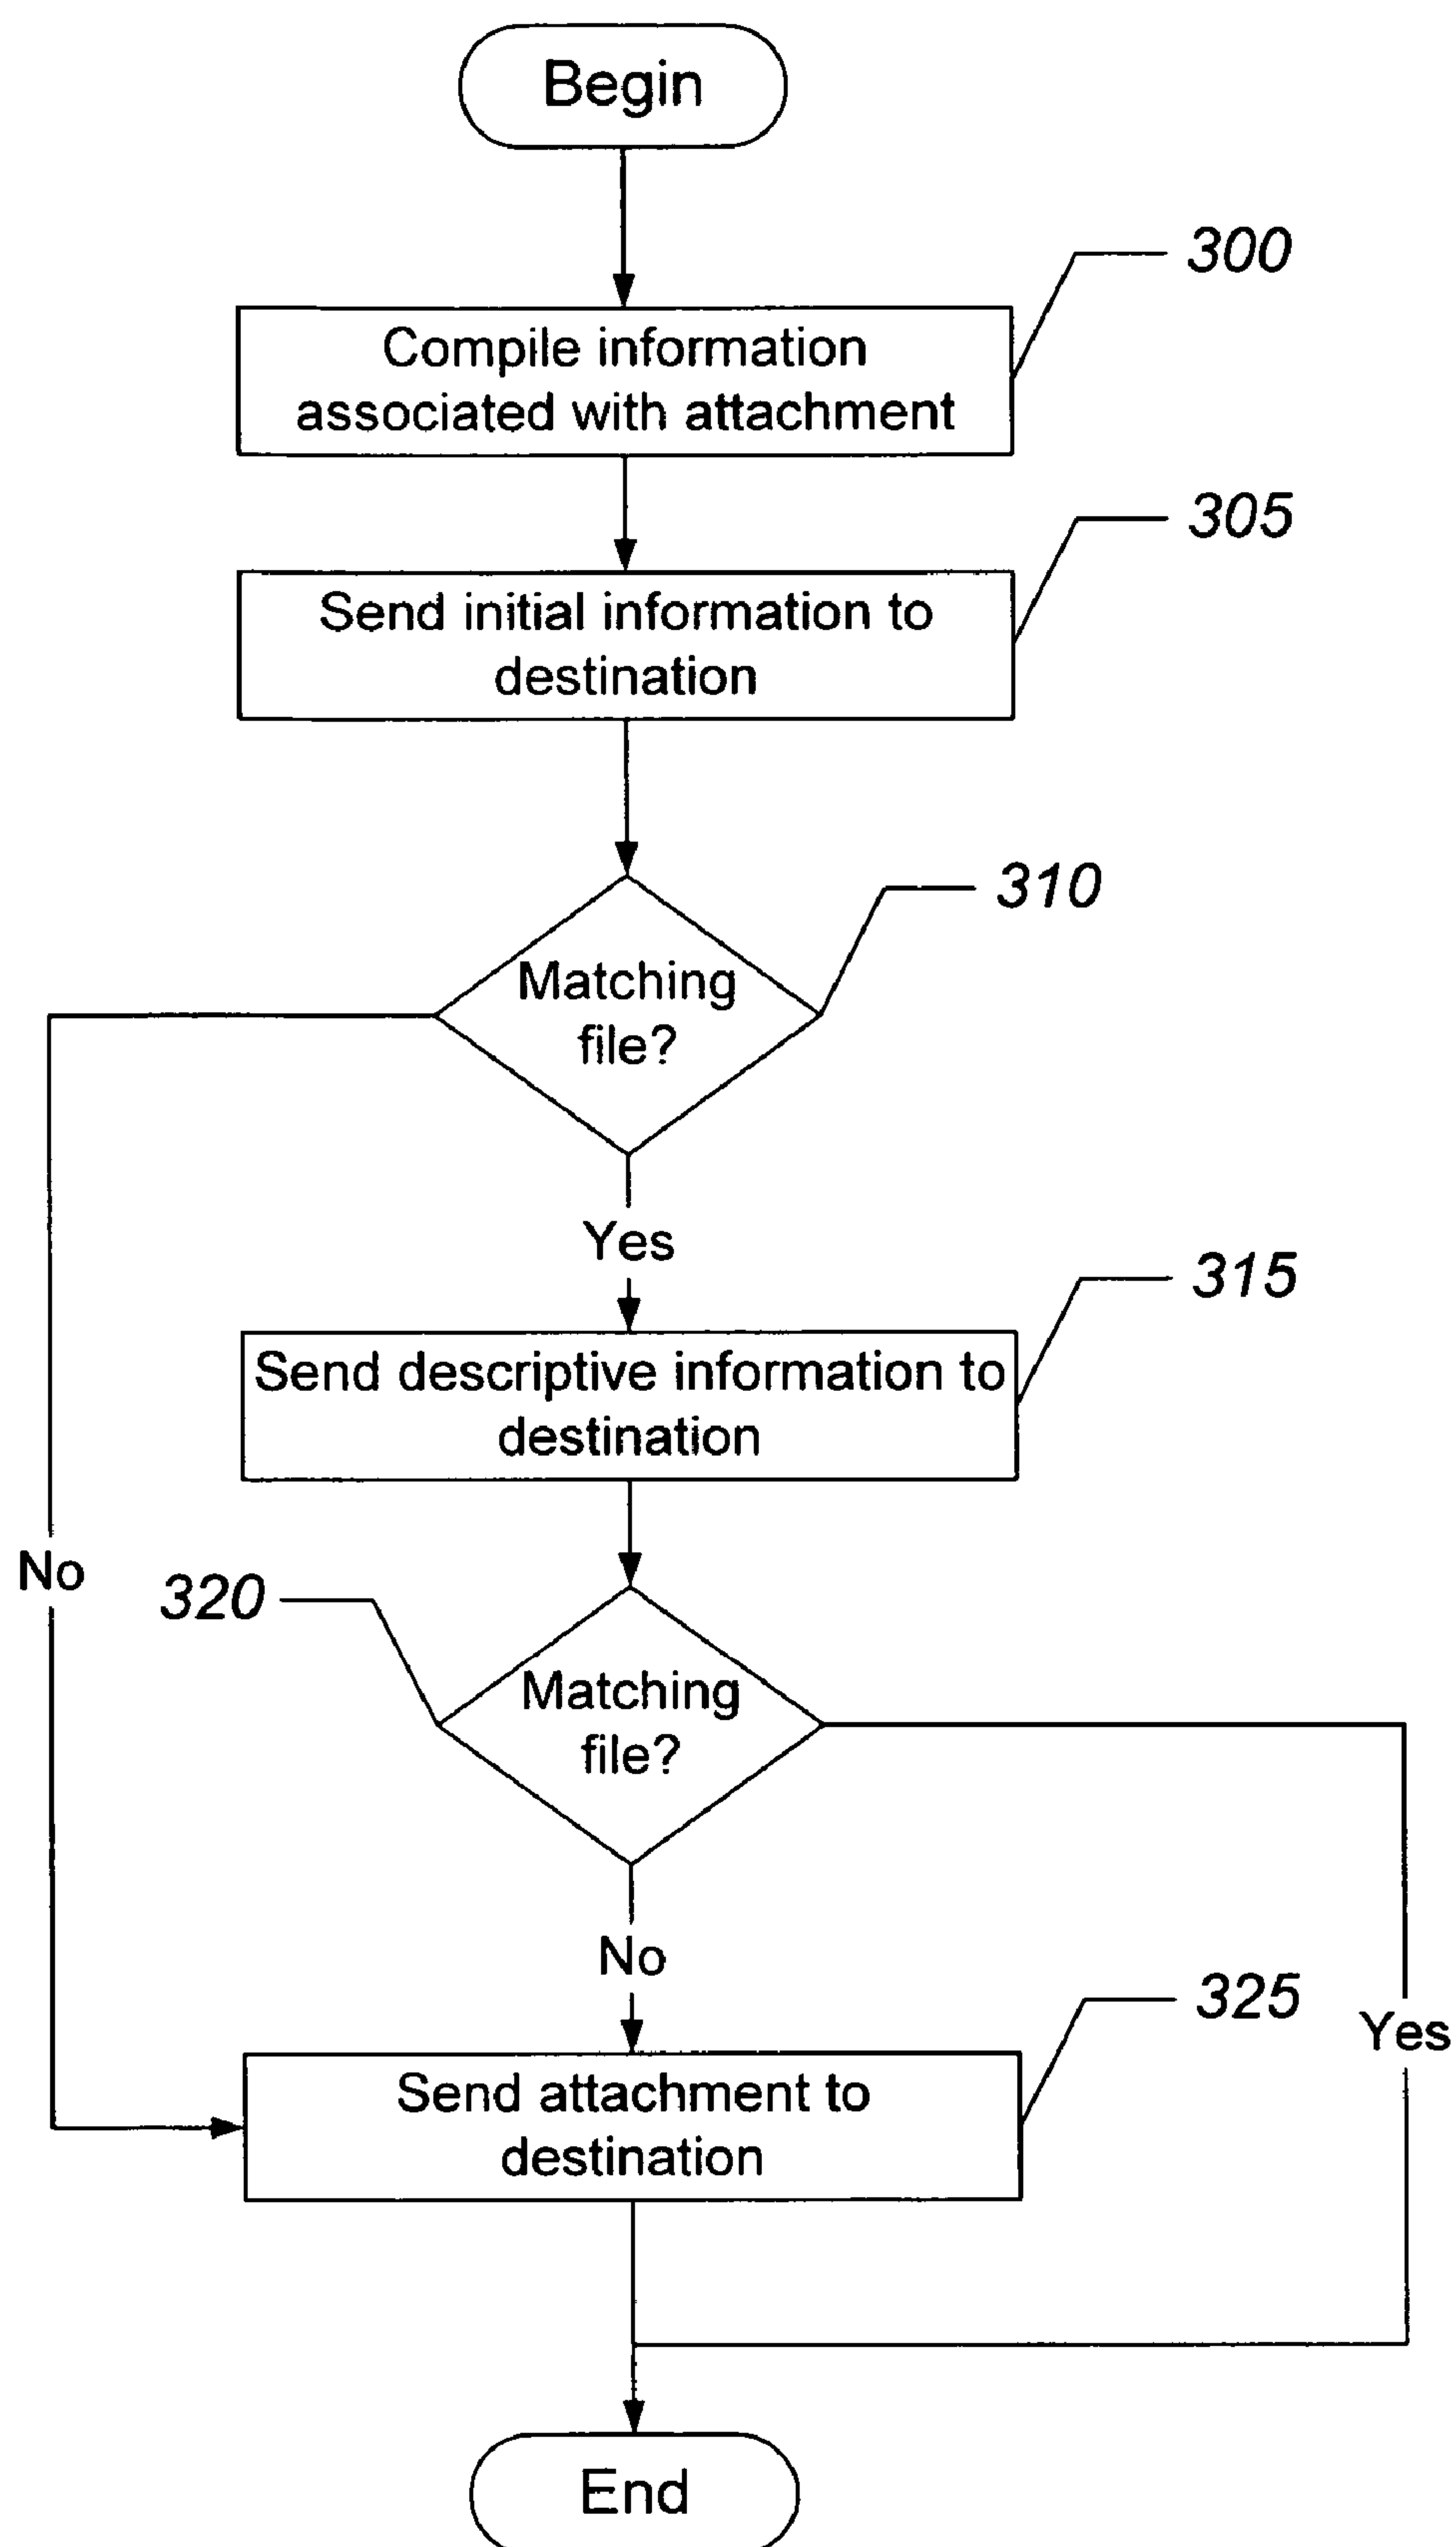 Begin
300
Compile information
associated with attachment
305
Send initial information to
destination
310
Matching
file?
Yes
315
Send descriptive information to
destination
No
320
Matching
file?
No
325
Yes
Send attachment to
destination
End